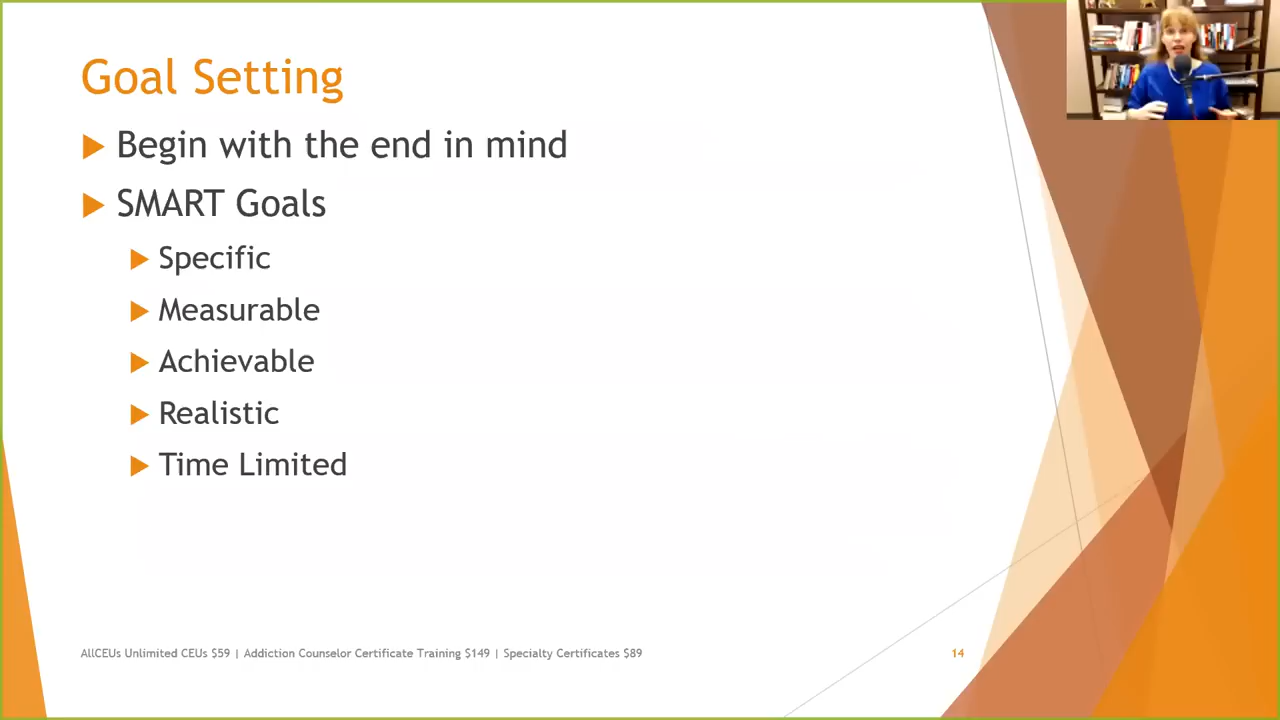 Goal Setting
Begin with the end in mind
SMART Goals
Specific
Measurable
Achievable
Realistic
Time Limited
AllCEUs Unlimited CEUs $59 | Addiction Counselor Certificate Training $149 | Specialty Certificates $89
14